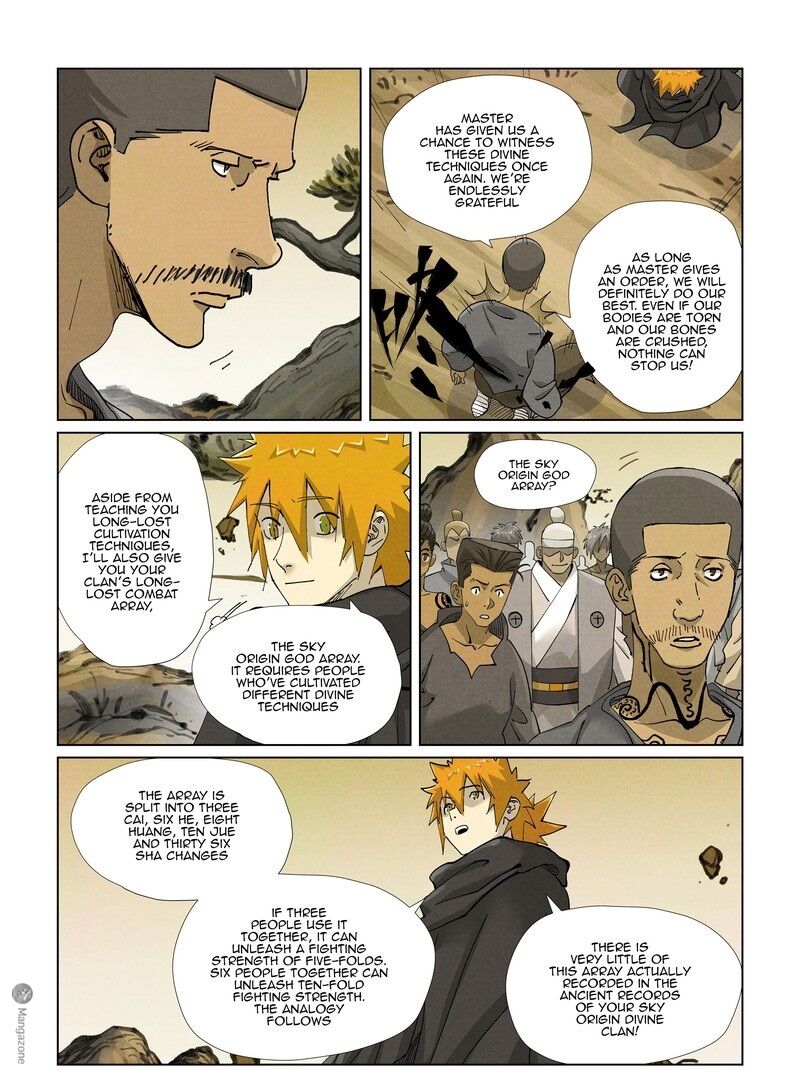 MASTER
HAS GIVEN US A
CHANCE TO WITNESS
THESE DIVINE
TECHNIQUES ONCE
AGAIN. WE'RE
ENDLESSLY
GRATEFUL
AS LONG
AS MASTER GIVES
AN ORDER, WE WILL
DEFINITELY DO OUR
BEST. EVEN IF OUR
BODIES ARE TORN
AND OUR BONES
ARE CRUSHED,
NOTHING CAN
STOP US!
ASIDE FROM
TEACHING YOU
LONG-LOST
CULTIVATION
TECHNIQUES,
I'LL ALSO GIVE
YOU YOUR
CLAN'S LONG-
LOST COMBAT
ARRAY,
THE SKY
ORIGIN GOD ARRAY.
IT REQUIRES PEOPLE
WHO'VE CULTIVATED
DIFFERENT DIVINE
TECHNIQUES
THE SKY
ORIGIN GOD
ARRAY?
THE ARRAY IS
SPLIT INTO THREE
CAI, SIX HE, EIGHT
HUANG, TEN JUE
AND THIRTY SIX
SHA CHANGES
IF THREE
PEOPLE USE IT
TOGETHER, IT CAN
UNLEASH A FIGHTING
STRENGTH OF FIVE-FOLDS.
SIX PEOPLE TOGETHER CAN
UNLEASH TEN-FOLD
FIGHTING STRENGTH.
THE ANALOGY
FOLLOWS
THERE IS
VERY LITTLE OF
THIS ARRAY ACTUALLY
RECORDED IN THE
ANCIENT RECORDS
OF YOUR SKY
ORIGIN DIVINE
CLAN!
Mangazone